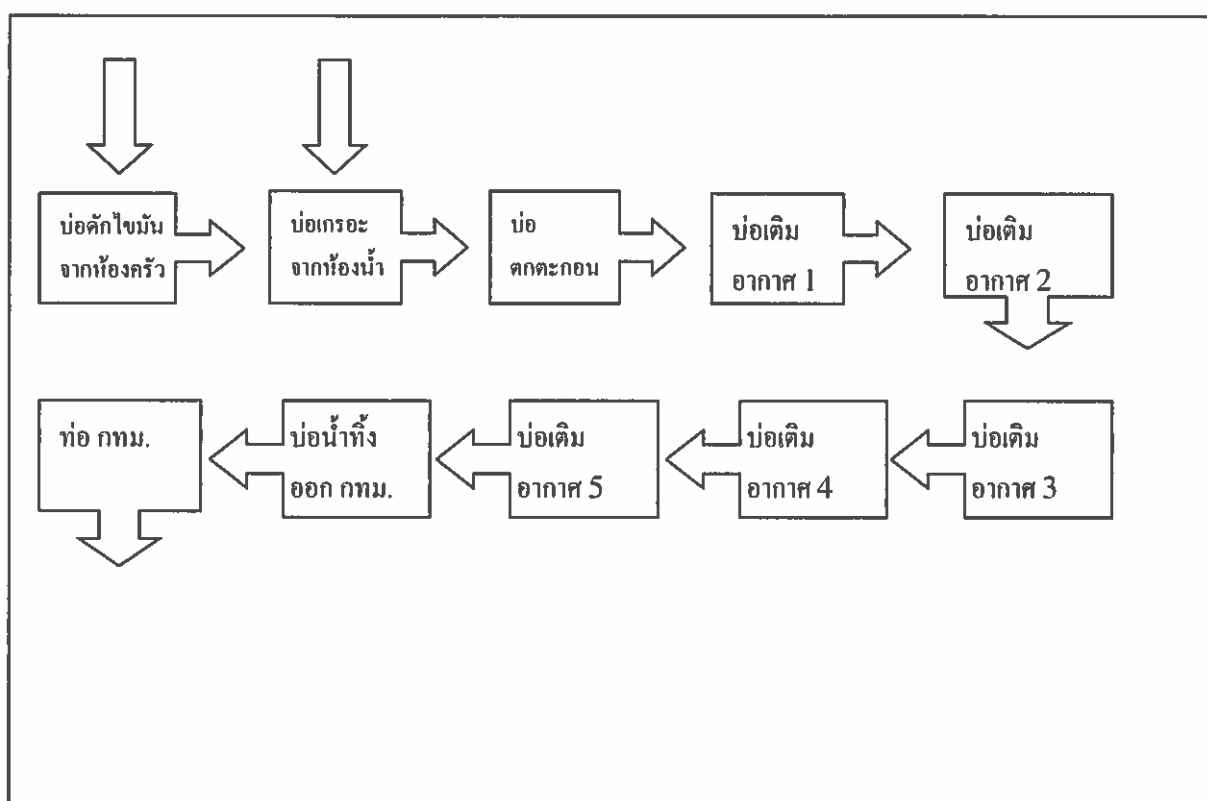 บ่อดักไขมัน
จากห้องครัว
บ่อเกรอะ
จากห้องน้ำ
บ่อ
ตกตะกอน
บ่อเติม
อากาศ 1
บ่อเติม
อากาศ 2
ท่อ กทม.
บ่อน้ำทิ้ง
ออก กทม.
บ่อเติม
อากาศ 5
บ่อเติม
อากาศ 4
บ่อเติม
อากาศ 3